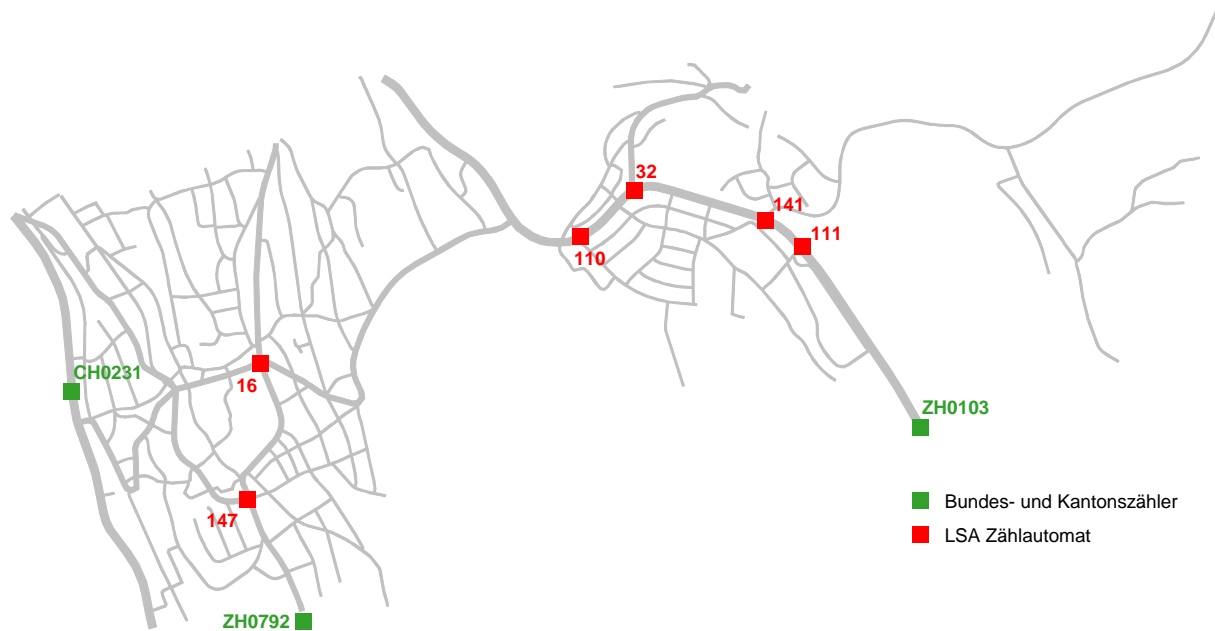 32
141
111
110
CH0231
16
ZH0103
Bundes- und Kantonszähler
147
LSA Zählautomat
ZH0792